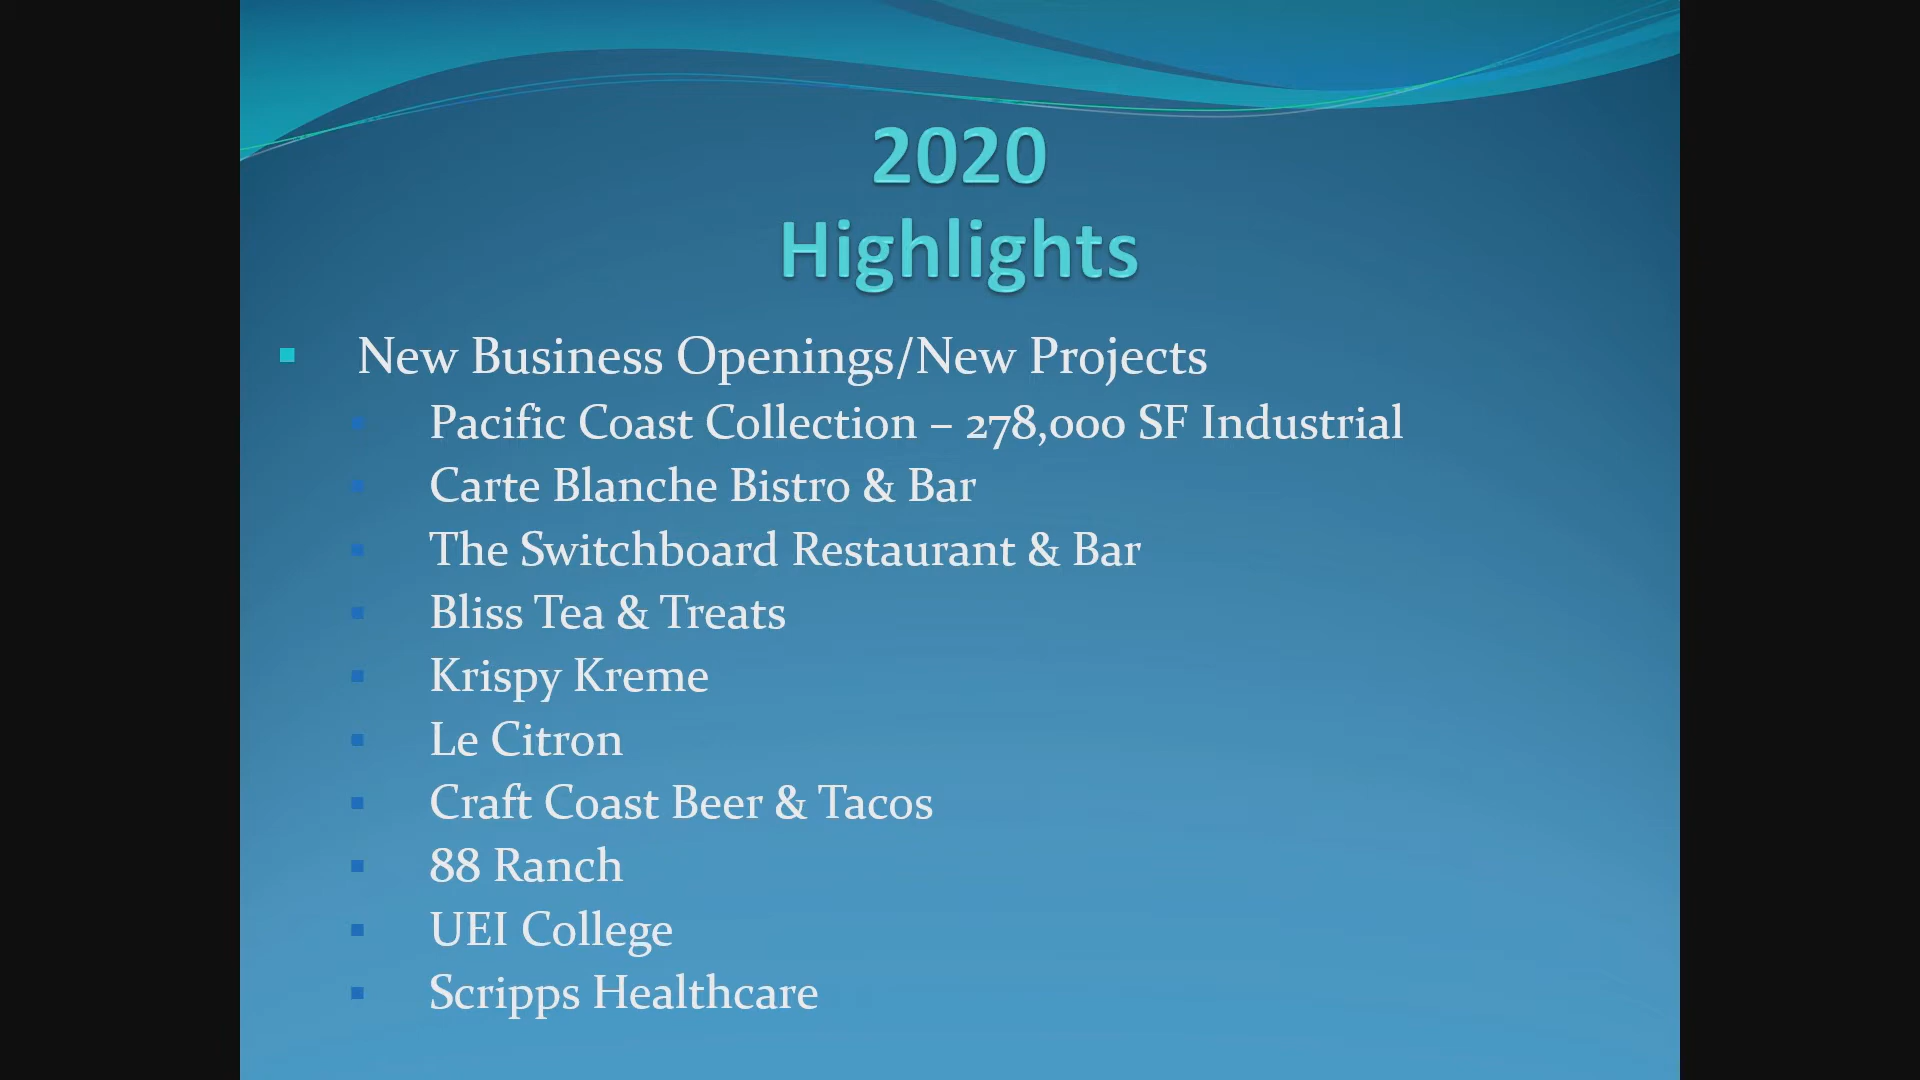 2020
Highlights
New Business Openings/New Projects
Pacific Coast Collection – 278,000 SF Industrial
Carte Blanche Bistro & Bar
The Switchboard Restaurant & Bar
Bliss Tea & Treats
Krispy Kreme
Le Citron
Craft Coast Beer & Tacos
88 Ranch
UEI College
Scripps Healthcare